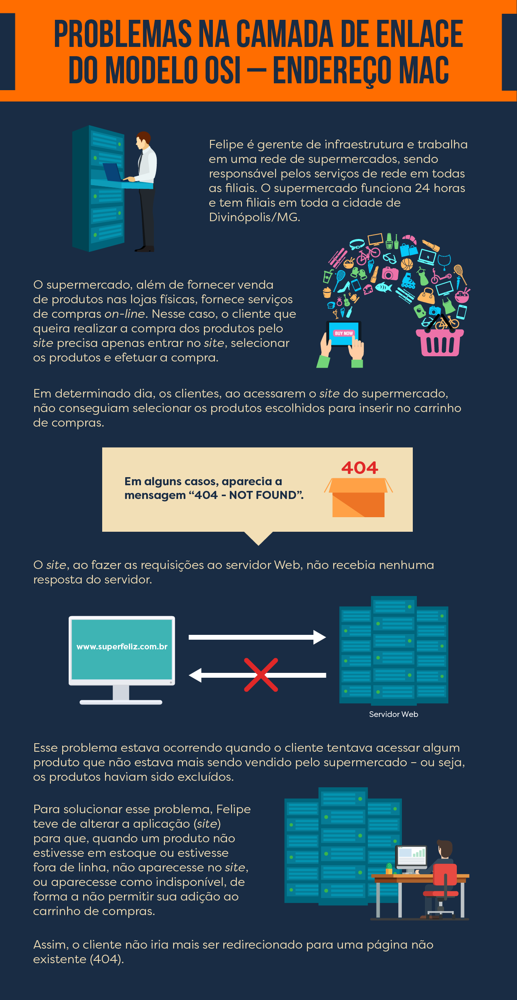 PROBLEMAS NA CAMADA DE ENLACE
DO MODELO OSI – ENDEREÇO MAC
Felipe é gerente de infraestrutura e trabalha
em uma rede de supermercados, sendo
responsável pelos serviços de rede em todas
as filiais. O supermercado funciona 24 horas
e tem filiais em toda a cidade de
Divinópolis/MG.
O supermercado, além de fornecer venda
de produtos nas lojas físicas, fornece serviços
de compras on-line. Nesse caso, o cliente que
queira realizar a compra dos produtos pelo
site precisa apenas entrar no site, selecionar
os produtos e efetuar a compra.
BUY NOW
Em determinado dia, os clientes, ao acessarem o site do supermercado,
não conseguiam selecionar os produtos escolhidos para inserir no carrinho
de compras.
404
Em alguns casos, aparecia a
mensagem “404 - NOT FOUND”.
O site, ao fazer as requisições ao servidor Web, não recebia nenhuma
resposta do servidor.
www.superfeliz.com.br
Servidor Web
Esse problema estava ocorrendo quando o cliente tentava acessar algum
produto que não estava mais sendo vendido pelo supermercado – ou seja,
os produtos haviam sido excluídos.
Para solucionar esse problema, Felipe
teve de alterar a aplicação (site)
para que, quando um produto não
estivesse em estoque ou estivesse
fora de linha, não aparecesse no site,
ou aparecesse como indisponível, de
forma a não permitir sua adição ao
carrinho de compras.
Assim, o cliente não iria mais ser redirecionado para uma página não
existente (404).